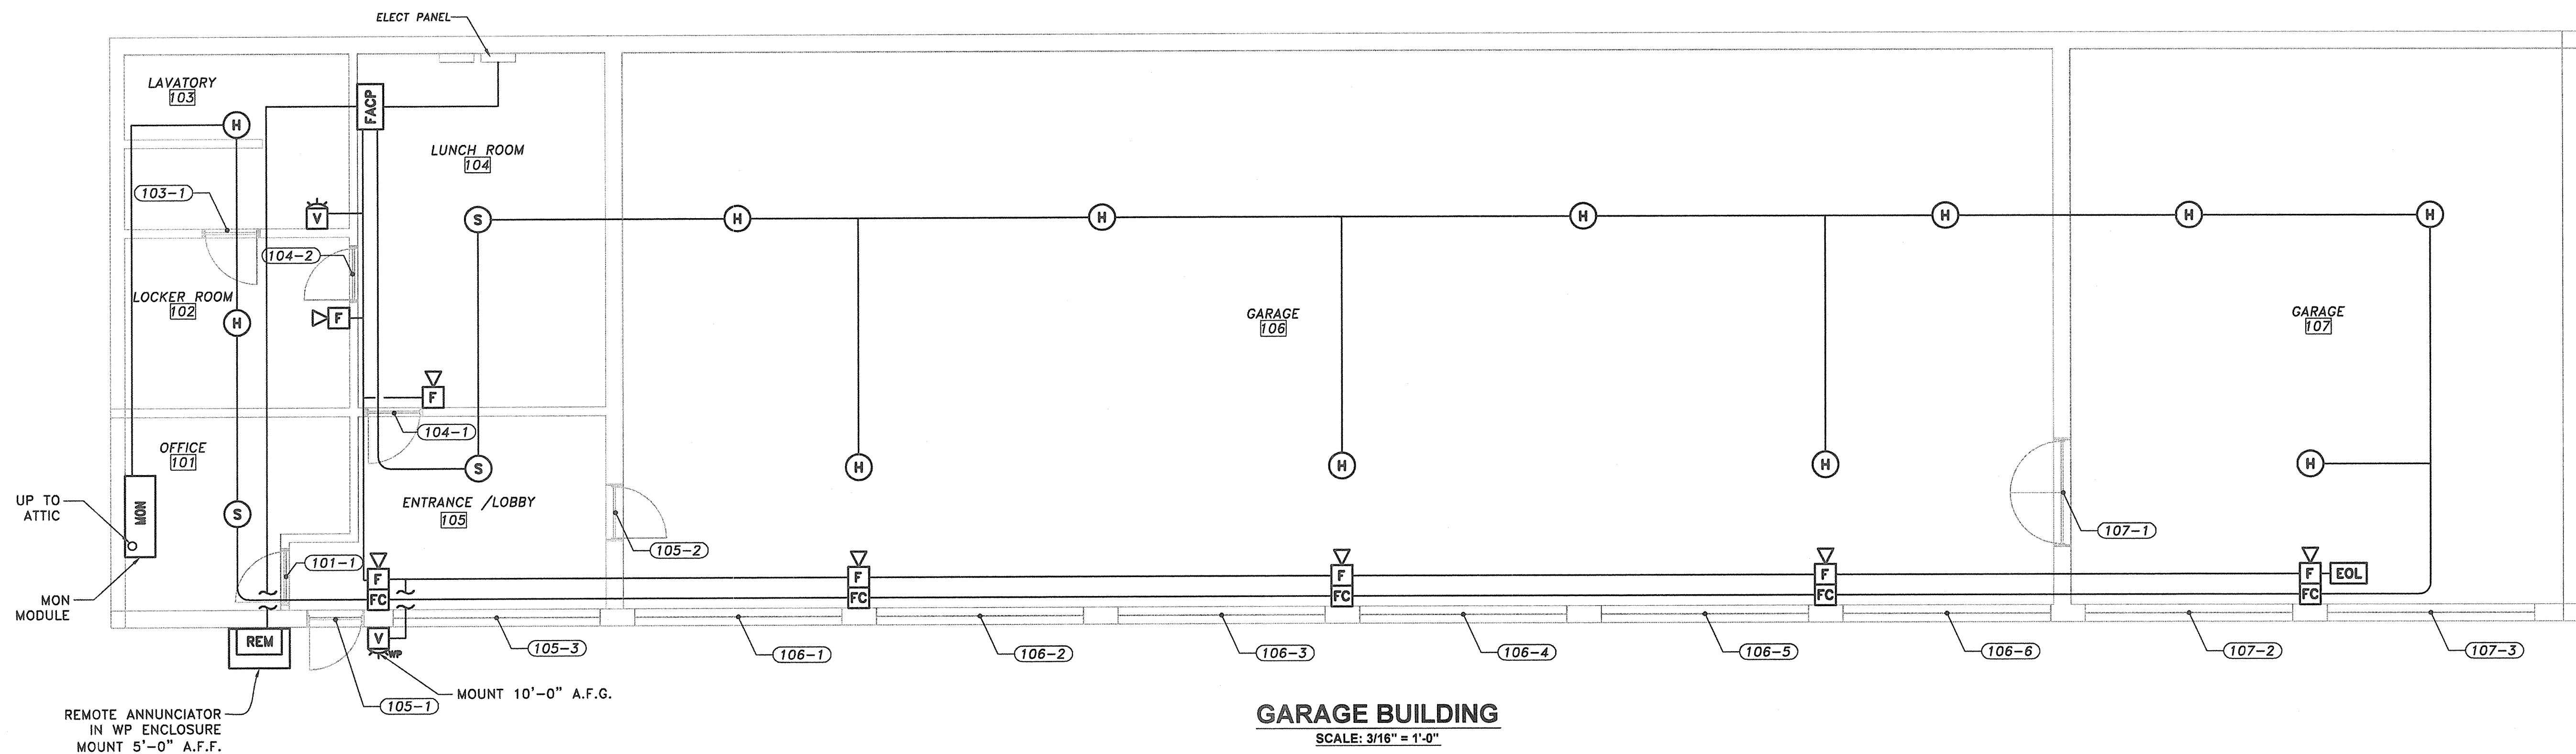 ELECT PANEL
LAVATORY
103
FACP
H
LUNCH ROOM
104
103-1
V
S
H
H
H
H
H
H
104-2
LOCKER ROOM
102
H
F
GARAGE
106
GARAGE
107
F
104-1
OFFICE
101
S
H
H
H
H
UP TO
ATTIC
MON
S
ENTRANCE /LOBBY
105
105-2
107-1
101-1
F
FC
F
FC
F
FC
F
FC
F
FC
EOL
MON
MODULE
REM
V
WP
105-3
106-1
106-2
106-3
106-4
106-5
106-6
107-2
107-3
MOUNT 10'-0" A.F.G.
105-1
REMOTE ANNUNCIATOR
IN WP ENCLOSURE
MOUNT 5'-0" A.F.F.
GARAGE BUILDING
SCALE: 3/16" = 1'-0"